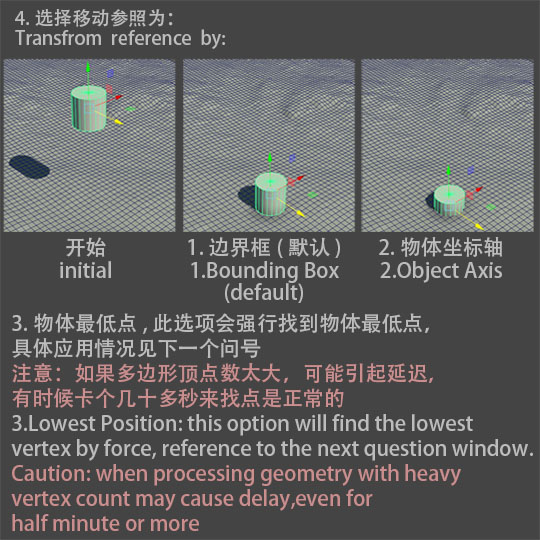 4. 选择移动参照为：
Transfrom reference by:
开始
initial
1. 边界框 ( 默认 )
1.Bounding Box
(default)
2. 物体坐标轴
2.Object Axis
3. 物体最低点 , 此选项会强行找到物体最低点,
具体应用情况见下一个问号
注意：如果多边形顶点数太大，可能引起延迟,
有时候卡个几十多秒来找点是正常的
3.Lowest Position: this option will find the lowest
vertex by force, reference to the next question window.
Caution: when processing geometry with heavy
vertex count may cause delay,even for
half minute or more